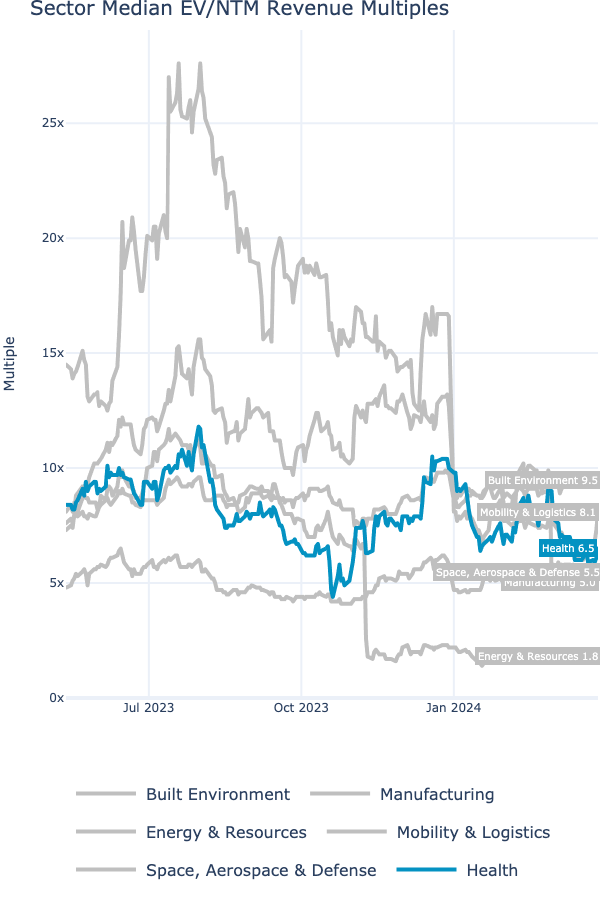 Sector Median EV/NTM Revenue Multiples
25x
20x
15x
10x
5x
0x
Multiple
Built Environment 9.5
Mobility & Logistics 8.1
Health 6.5
Space, Aerospace & Defense 5.5
Manufacturing 5.0
Energy & Resources 1.8
Jul 2023 Oct 2023 Jan 2024
Built Environment Manufacturing
Energy & Resources Mobility & Logistics
Space, Aerospace & Defense Health